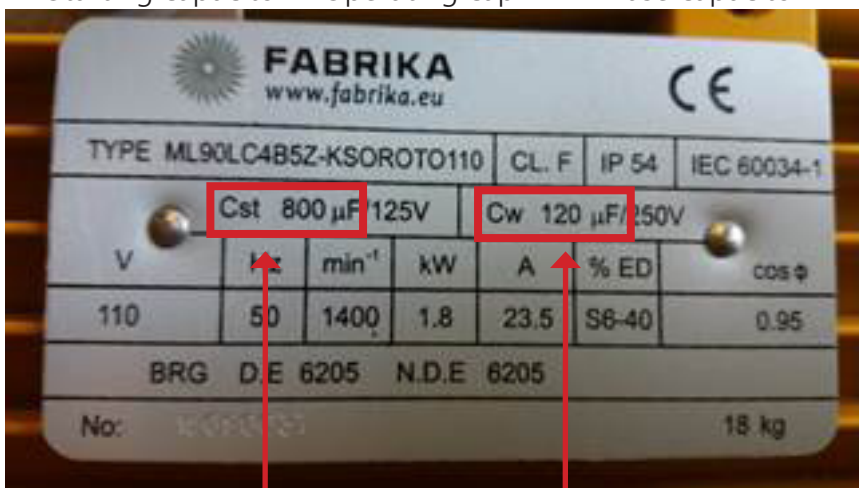 FABRIKA
www.fabrika.eu
CE
TYPE ML90LC4B5Z-KSOROTO110 CL. F IP 54 IEC 60034-1
Cst 800 µF/125V Cw 120 µF/250V
V min⁻¹ kW A % ED cos φ
110 50 1400 1.8 23.5 S6-40 0.95
BRG D.E 6205 N.D.E 6205
No: 18 kg